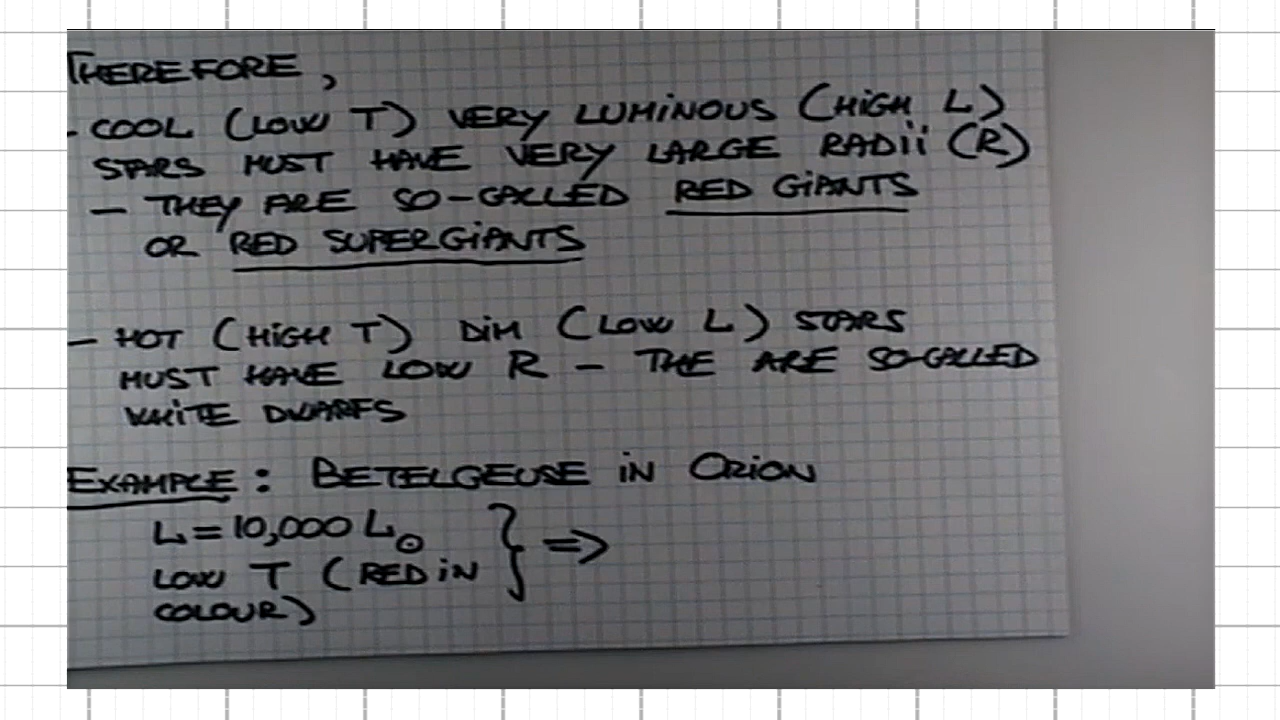 THEREFORE,
- COOL (LOW T) VERY LUMINOUS (HIGH L)
STARS MUST HAVE VERY LARGE RADII (R)
- THEY ARE SO-CALLED RED GIANTS
OR RED SUPERGIANTS
- HOT (HIGH T) DIM (LOW L) STARS
MUST HAVE LOW R - THE ARE SO-CALLED
WHITE DWARFS
EXAMPLE: BETELGEUSE IN ORION
L = 10,000 L⊙
LOW T (RED IN
COLOUR)
} =>